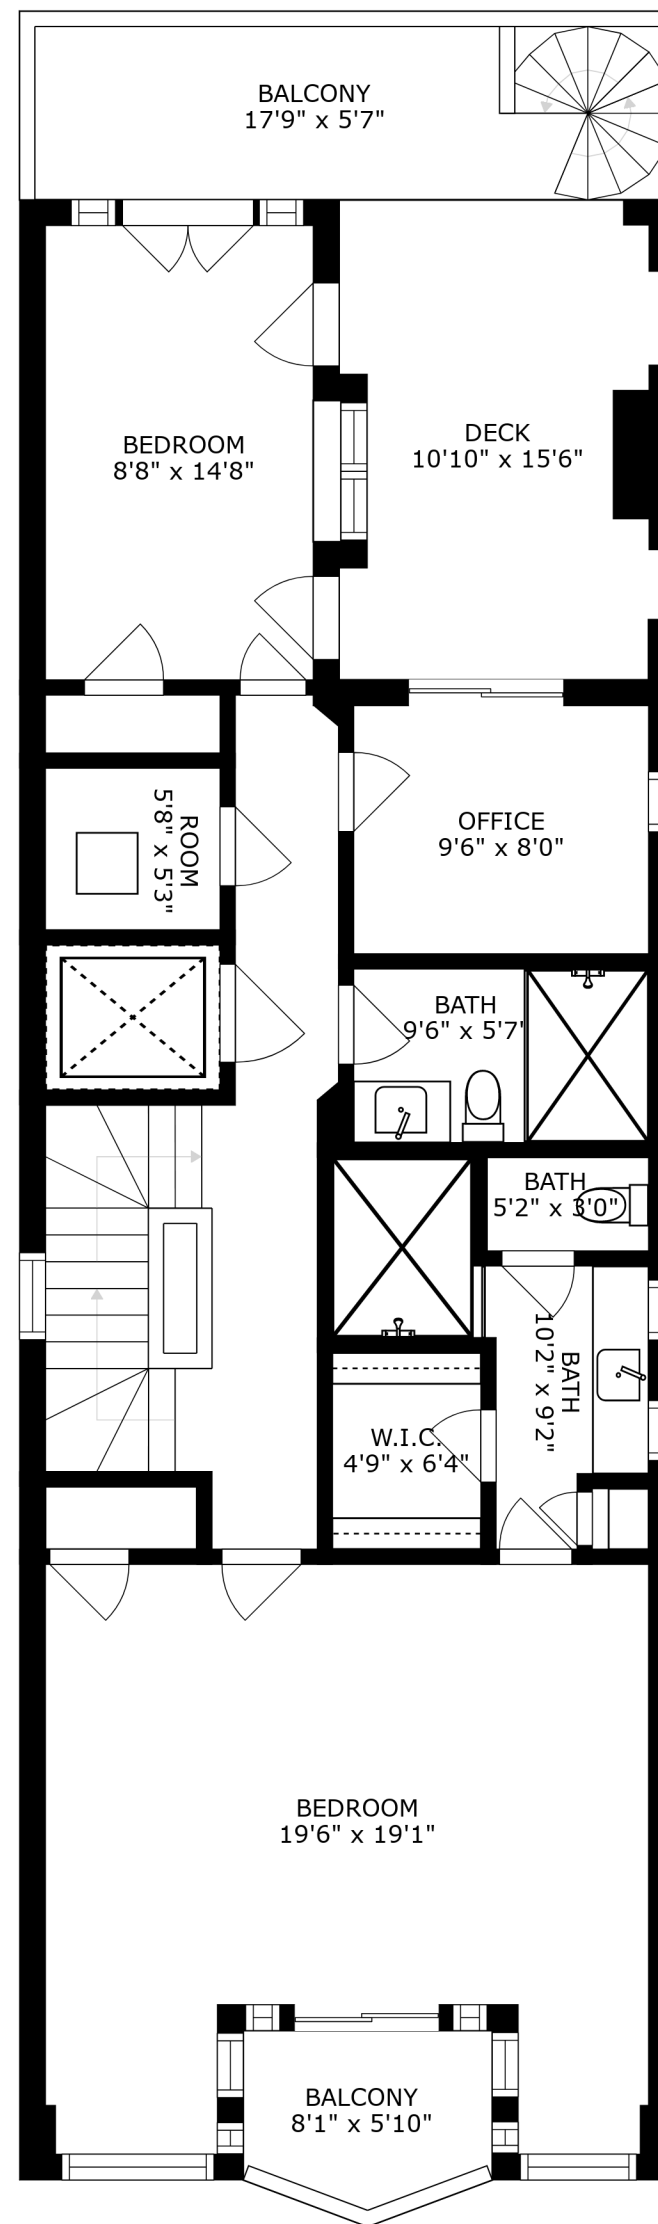 BALCONY
17'9" x 5'7"
BEDROOM
8'8" x 14'8"
DECK
10'10" x 15'6"
OFFICE
9'6" x 8'0"
ROOM
5'8" x 5'3"
BATH
9'6" x 5'7"
BATH
5'2" x 3'0"
BATH
10'2" x 9'2"
W.I.C.
4'9" x 6'4"
BEDROOM
19'6" x 19'1"
BALCONY
8'1" x 5'10"